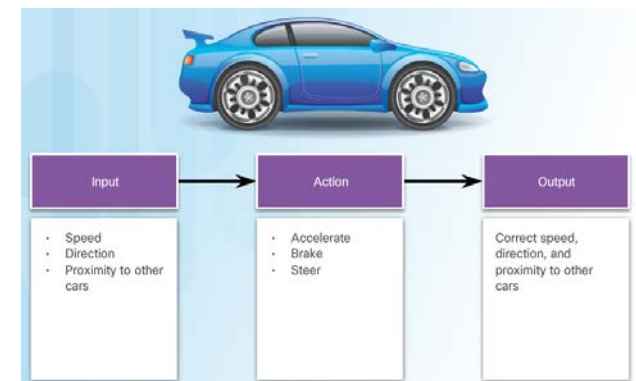 Input
Action
Output
· Speed
· Direction
· Proximity to other
cars
· Accelerate
· Brake
· Steer
Correct speed,
direction, and
proximity to other
cars